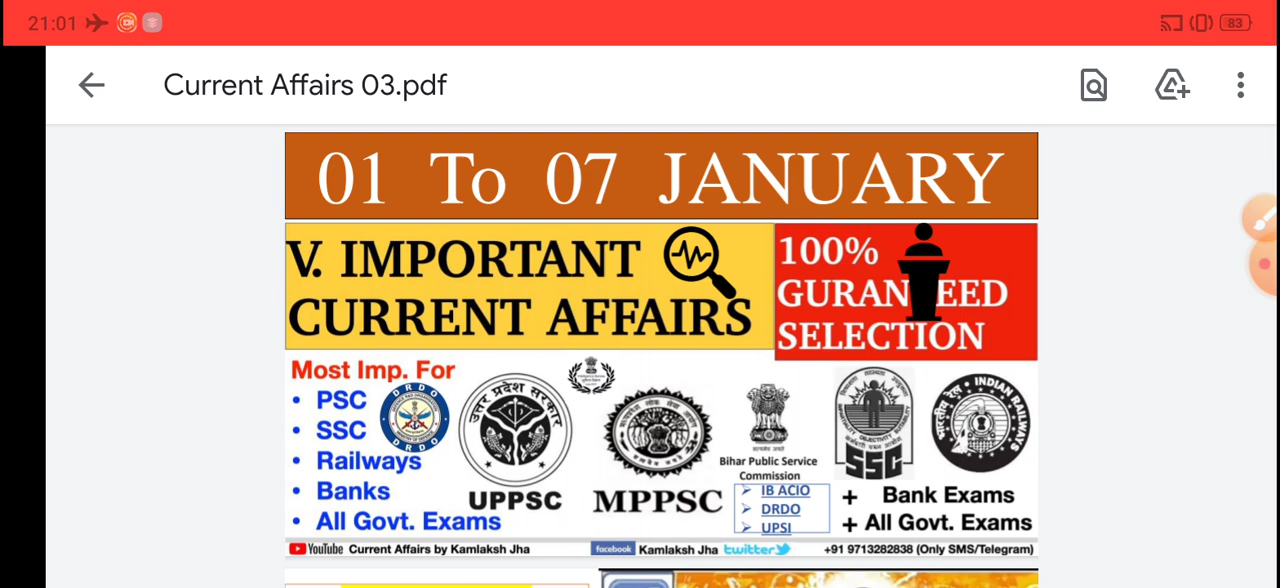 21:01
83
Current Affairs 03.pdf
01 To 07 JANUARY
V. IMPORTANT
CURRENT AFFAIRS
100%
GURAN EED
SELECTION
Most Imp. For
• PSC
• SSC
• Railways
• Banks
• All Govt. Exams
DRDO
DRDO
उत्तर प्रदेश सरकार
UPPSC
MPPSC
Bihar Public Service
Commission
➢ IB ACIO
➢ DRDO
➢ UPSI
SSC
भारतीय रेल INDIAN RAILWAYS
+ Bank Exams
+ All Govt. Exams
YouTube Current Affairs by Kamlaksh Jha
facebook Kamlaksh Jha twitter
+91 9713282838 (Only SMS/Telegram)